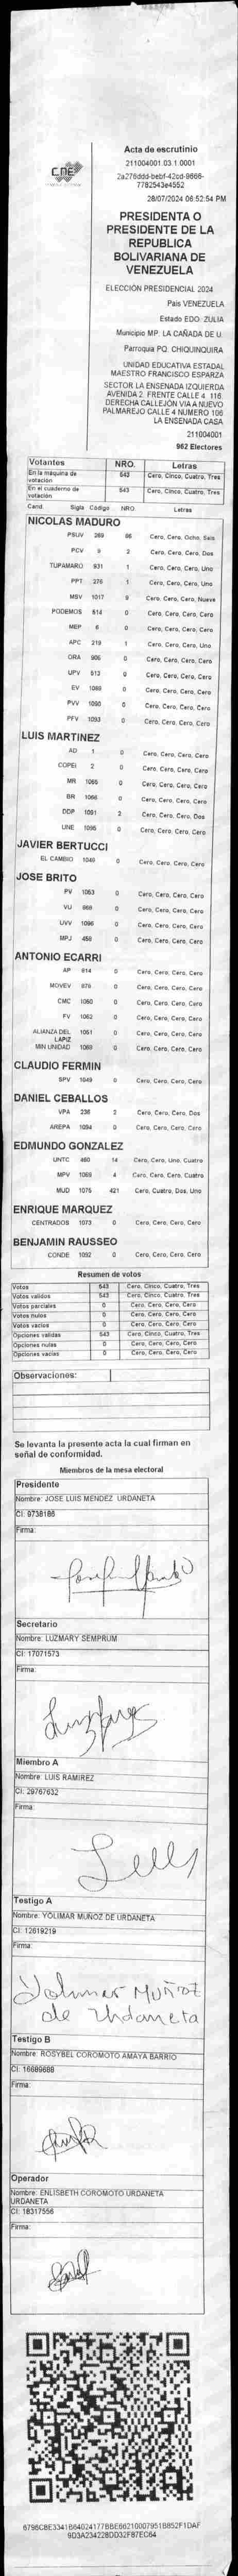 CNE
Acta de escrutinio
211004001.03.1.0001
2a276ddd-bebf-42cd-9666-
7782543e4552
28/07/2024 06:52:54 PM
PRESIDENTA O
PRESIDENTE DE LA
REPUBLICA
BOLIVARIANA DE
VENEZUELA
ELECCIÓN PRESIDENCIAL 2024
País VENEZUELA
Estado EDO. ZULIA
Municipio MP. LA CAÑADA DE U.
Parroquia PQ. CHIQUINQUIRA
UNIDAD EDUCATIVA ESTADAL
MAESTRO FRANCISCO ESPARZA
SECTOR LA ENSENADA IZQUIERDA
AVENIDA 2. FRENTE CALLE 4 116.
DERECHA CALLEJÓN VIA A NUEVO
PALMAREJO CALLE 4 NUMERO 106
LA ENSENADA CASA
211004001
962 Electores
Votantes NRO. Letras
En la máquina de votación 543 Cero, Cinco, Cuatro, Tres
En el cuaderno de votación 543 Cero, Cinco, Cuatro, Tres
Cand. Sigla Código NRO. Letras
NICOLAS MADURO
PSUV 289 86 Cero, Cero, Ocho, Seis
PCV 9 2 Cero, Cero, Cero, Dos
TUPAMARO 931 1 Cero, Cero, Cero, Uno
PPT 276 1 Cero, Cero, Cero, Uno
MSV 1017 9 Cero, Cero, Cero, Nueve
PODEMOS 514 0 Cero, Cero, Cero, Cero
MEP 6 0 Cero, Cero, Cero, Cero
APC 219 1 Cero, Cero, Cero, Uno
ORA 905 0 Cero, Cero, Cero, Cero
UPV 912 0 Cero, Cero, Cero, Cero
EV 1089 0 Cero, Cero, Cero, Cero
PVV 1090 0 Cero, Cero, Cero, Cero
PFV 1093 0 Cero, Cero, Cero, Cero
LUIS MARTINEZ
AD 1 0 Cero, Cero, Cero, Cero
COPEI 2 0 Cero, Cero, Cero, Cero
MR 1055 0 Cero, Cero, Cero, Cero
BR 1066 0 Cero, Cero, Cero, Cero
DDP 1091 2 Cero, Cero, Cero, Dos
UNE 1095 0 Cero, Cero, Cero, Cero
JAVIER BERTUCCI
EL CAMBIO 1049 0 Cero, Cero, Cero, Cero
JOSE BRITO
PV 1053 0 Cero, Cero, Cero, Cero
VU 968 0 Cero, Cero, Cero, Cero
UVV 1096 0 Cero, Cero, Cero, Cero
MPJ 450 0 Cero, Cero, Cero, Cero
ANTONIO ECARRI
AP 914 0 Cero, Cero, Cero, Cero
MOVEV 976 0 Cero, Cero, Cero, Cero
CMC 1050 0 Cero, Cero, Cero, Cero
FV 1062 0 Cero, Cero, Cero, Cero
ALIANZA DEL LAPIZ 1051 0 Cero, Cero, Cero, Cero
MIN UNIDAD 1069 0 Cero, Cero, Cero, Cero
CLAUDIO FERMIN
SPV 1049 0 Cero, Cero, Cero, Cero
DANIEL CEBALLOS
VPA 236 2 Cero, Cero, Cero, Dos
AREPA 1094 0 Cero, Cero, Cero, Cero
EDMUNDO GONZALEZ
UNTC 460 14 Cero, Cero, Uno, Cuatro
MPV 1069 4 Cero, Cero, Cero, Cuatro
MUD 1075 421 Cero, Cuatro, Dos, Uno
ENRIQUE MARQUEZ
CENTRADOS 1073 0 Cero, Cero, Cero, Cero
BENJAMIN RAUSSEO
CONDE 1092 0 Cero, Cero, Cero, Cero
Resumen de votos
Votos 543 Cero, Cinco, Cuatro, Tres
Votos validos 543 Cero, Cinco, Cuatro, Tres
Votos parciales 0 Cero, Cero, Cero, Cero
Votos nulos 0 Cero, Cero, Cero, Cero
Votos vacios 0 Cero, Cero, Cero, Cero
Opciones validas 543 Cero, Cinco, Cuatro, Tres
Opciones nulas 0 Cero, Cero, Cero, Cero
Opciones vacias 0 Cero, Cero, Cero, Cero
Observaciones:
Se levanta la presente acta la cual firman en
señal de conformidad.
Miembros de la mesa electoral
Presidente
Nombre: JOSE LUIS MENDEZ URDANETA
CI: 9738186
Firma:
Secretario
Nombre: LUZMARY SEMPRUM
CI: 17071573
Firma:
Miembro A
Nombre: LUIS RAMIREZ
CI: 29767632
Firma:
Luis
Testigo A
Nombre: YOLIMAR MUÑOZ DE URDANETA
CI: 12619219
Firma:
Yolimar Muñoz
de Urdaneta
Testigo B
Nombre: ROSYBEL COROMOTO AMAYA BARRIO
CI: 16689688
Firma:
Operador
Nombre: ENLISBETH COROMOTO URDANETA
URDANETA
CI: 18317556
Firma:
6798C8E3341B64024177BBE66210007951B852F1DAF
9D3A234228DD32F87EC64